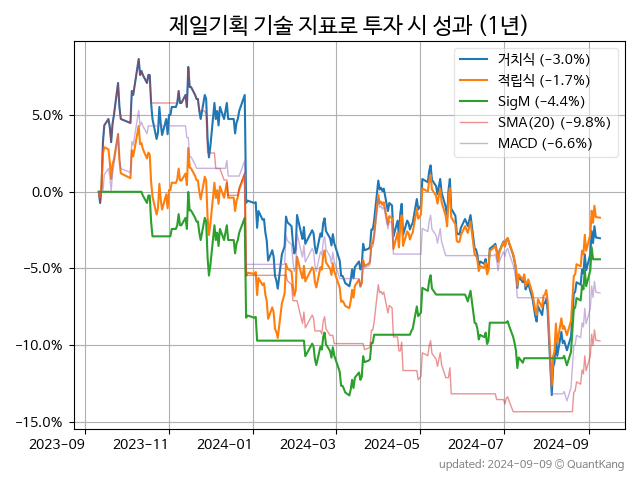 제일기획 기술 지표로 투자 시 성과 (1년)
거치식 (−3.0%)
적립식 (−1.7%)
SigM (−4.4%)
SMA(20) (−9.8%)
MACD (−6.6%)
5.0%
0.0%
−5.0%
−10.0%
−15.0%
2023-09
2023-11
2024-01
2024-03
2024-05
2024-07
2024-09
updated: 2024-09-09 © QuantKang